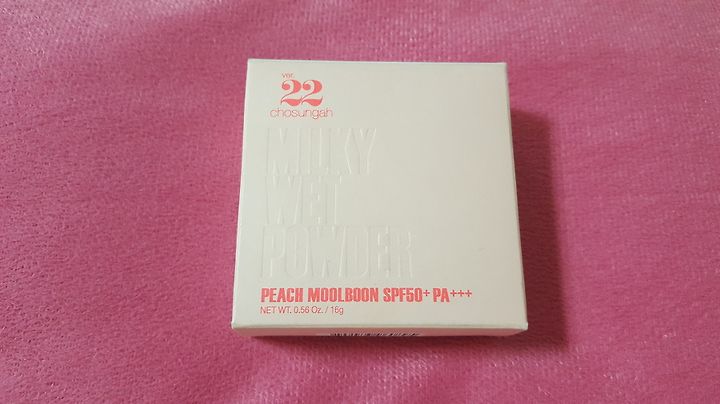 ver.
22
chosungah
MILKY
WET
POWDER
PEACH MOOLBOON SPF50+ PA+++
NET WT. 0.56 Oz. / 16g